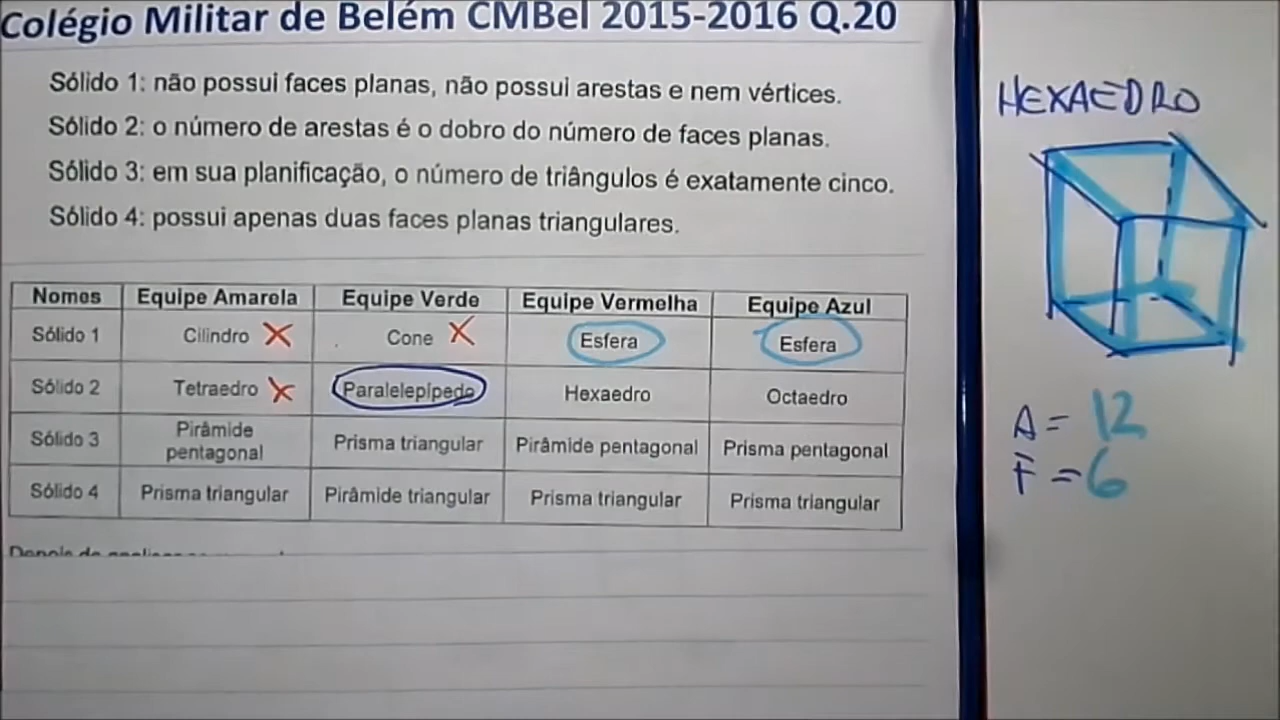 Colégio Militar de Belém CMBel 2015-2016 Q.20
Sólido 1: não possui faces planas, não possui arestas e nem vértices.
Sólido 2: o número de arestas é o dobro do número de faces planas.
Sólido 3: em sua planificação, o número de triângulos é exatamente cinco.
Sólido 4: possui apenas duas faces planas triangulares.
Nomes Equipe Amarela Equipe Verde Equipe Vermelha Equipe Azul
Sólido 1 Cilindro Cone Esfera Esfera
Sólido 2 Tetraedro Paralelepípedo Hexaedro Octaedro
Sólido 3 Pirâmide pentagonal Prisma triangular Pirâmide pentagonal Prisma pentagonal
Sólido 4 Prisma triangular Pirâmide triangular Prisma triangular Prisma triangular
HEXAEDRO
A = 12
F = 6